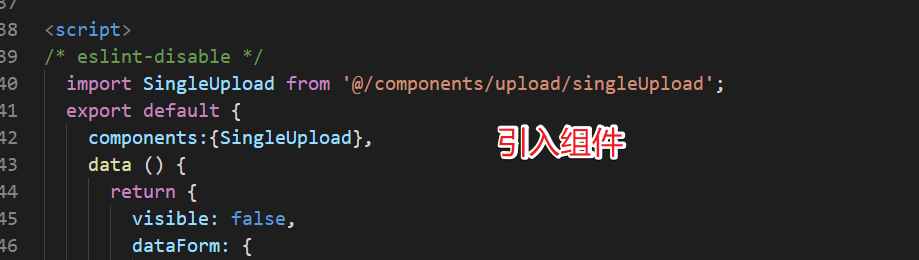 37
38 <script>
39 /* eslint-disable */
40 import SingleUpload from '@/components/upload/singleUpload';
41 export default {
42 components:{SingleUpload},
引入组件
43 data () {
44 return {
45 visible: false,
46 dataForm: {